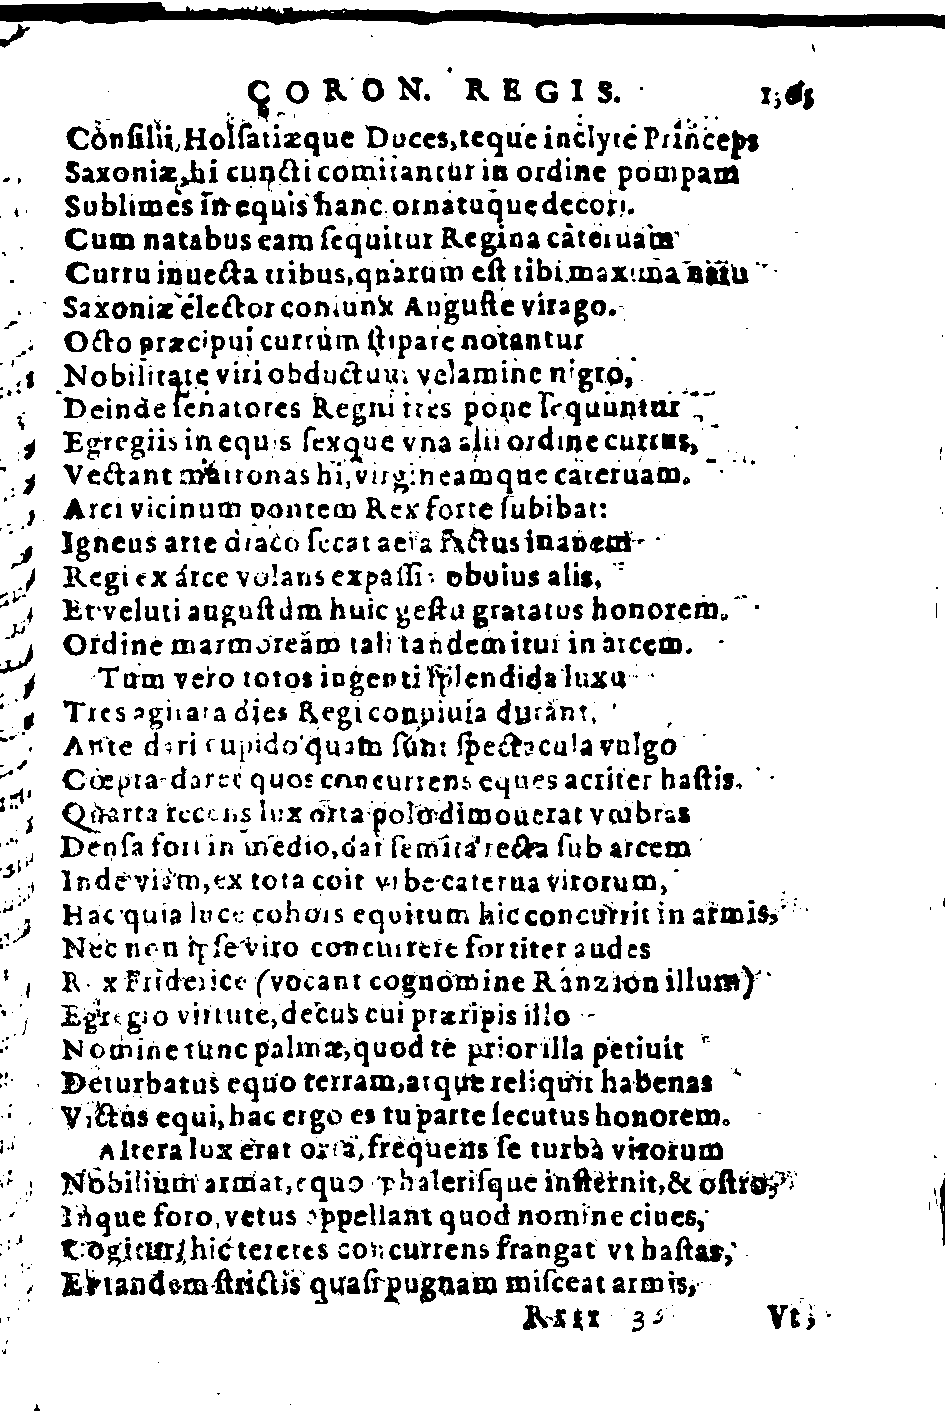 CORON. REGIS.
Consilii, Holsatiæque Duces, teque inclyte Princeps
Saxoniæ, hi cuncti comitantur in ordine pompam
Sublimes in equis hanc ornatuque decori.
Cum natabus eam sequitur Regina cateruam
Curru inuecta tribus, quarum est tibi maxuma natu
Saxoniæ elector coniunx Auguste virago.
Octo præcipui currum stipare notantur
Nobilitate viri obductum velamine nigro,
Deinde senatores Regni tres pone sequuntur
Egregiis in equis sexque vna alii ordine currus,
Vectant matronas hi, virgineamque cateruam.
Arci vicinum pontem Rex forte subibat:
Igneus arte draco secat aera factus inanem
Regi ex arce volans expassis obuius alis,
Et veluti augustum huic gestu gratatus honorem.
Ordine marmoream tali tandem itur in arcem.
Tum vero totos ingenti splendida luxu
Tres agitata dies Regi conuiuia durant,
Ante dari cupido quam sunt spectacula vulgo
Cœpta daret quos concurrens eques acriter hastis.
Quarta recens lux orta polo dimouerat vmbras
Densa fori in medio, dat semita recta sub arcem
Inde viam, ex tota coit vrbe caterua virorum,
Hac quia luce cohors equitum hic concurrit in armis,
Nec non ipse viro concurrere fortiter audes
Rex Friderice (vocant cognomine Ranzion illum)
Egregio virtute, decus cui præripis illo
Nomine tunc palmæ, quod te prior illa petiuit
Deturbatus equo terram, atque reliquit habenas
Victus equi, hac ergo es tu parte secutus honorem.
Altera lux erat orta, frequens se turba virorum
Nobilium armat, equo phalerisque insternit, & ostro,
Inque foro, vetus appellant quod nomine ciues,
Cogitur, hic teretes concurrens frangat vt hastas,
Et tandem strictis quasi pugnam misceat armis,
Vt,